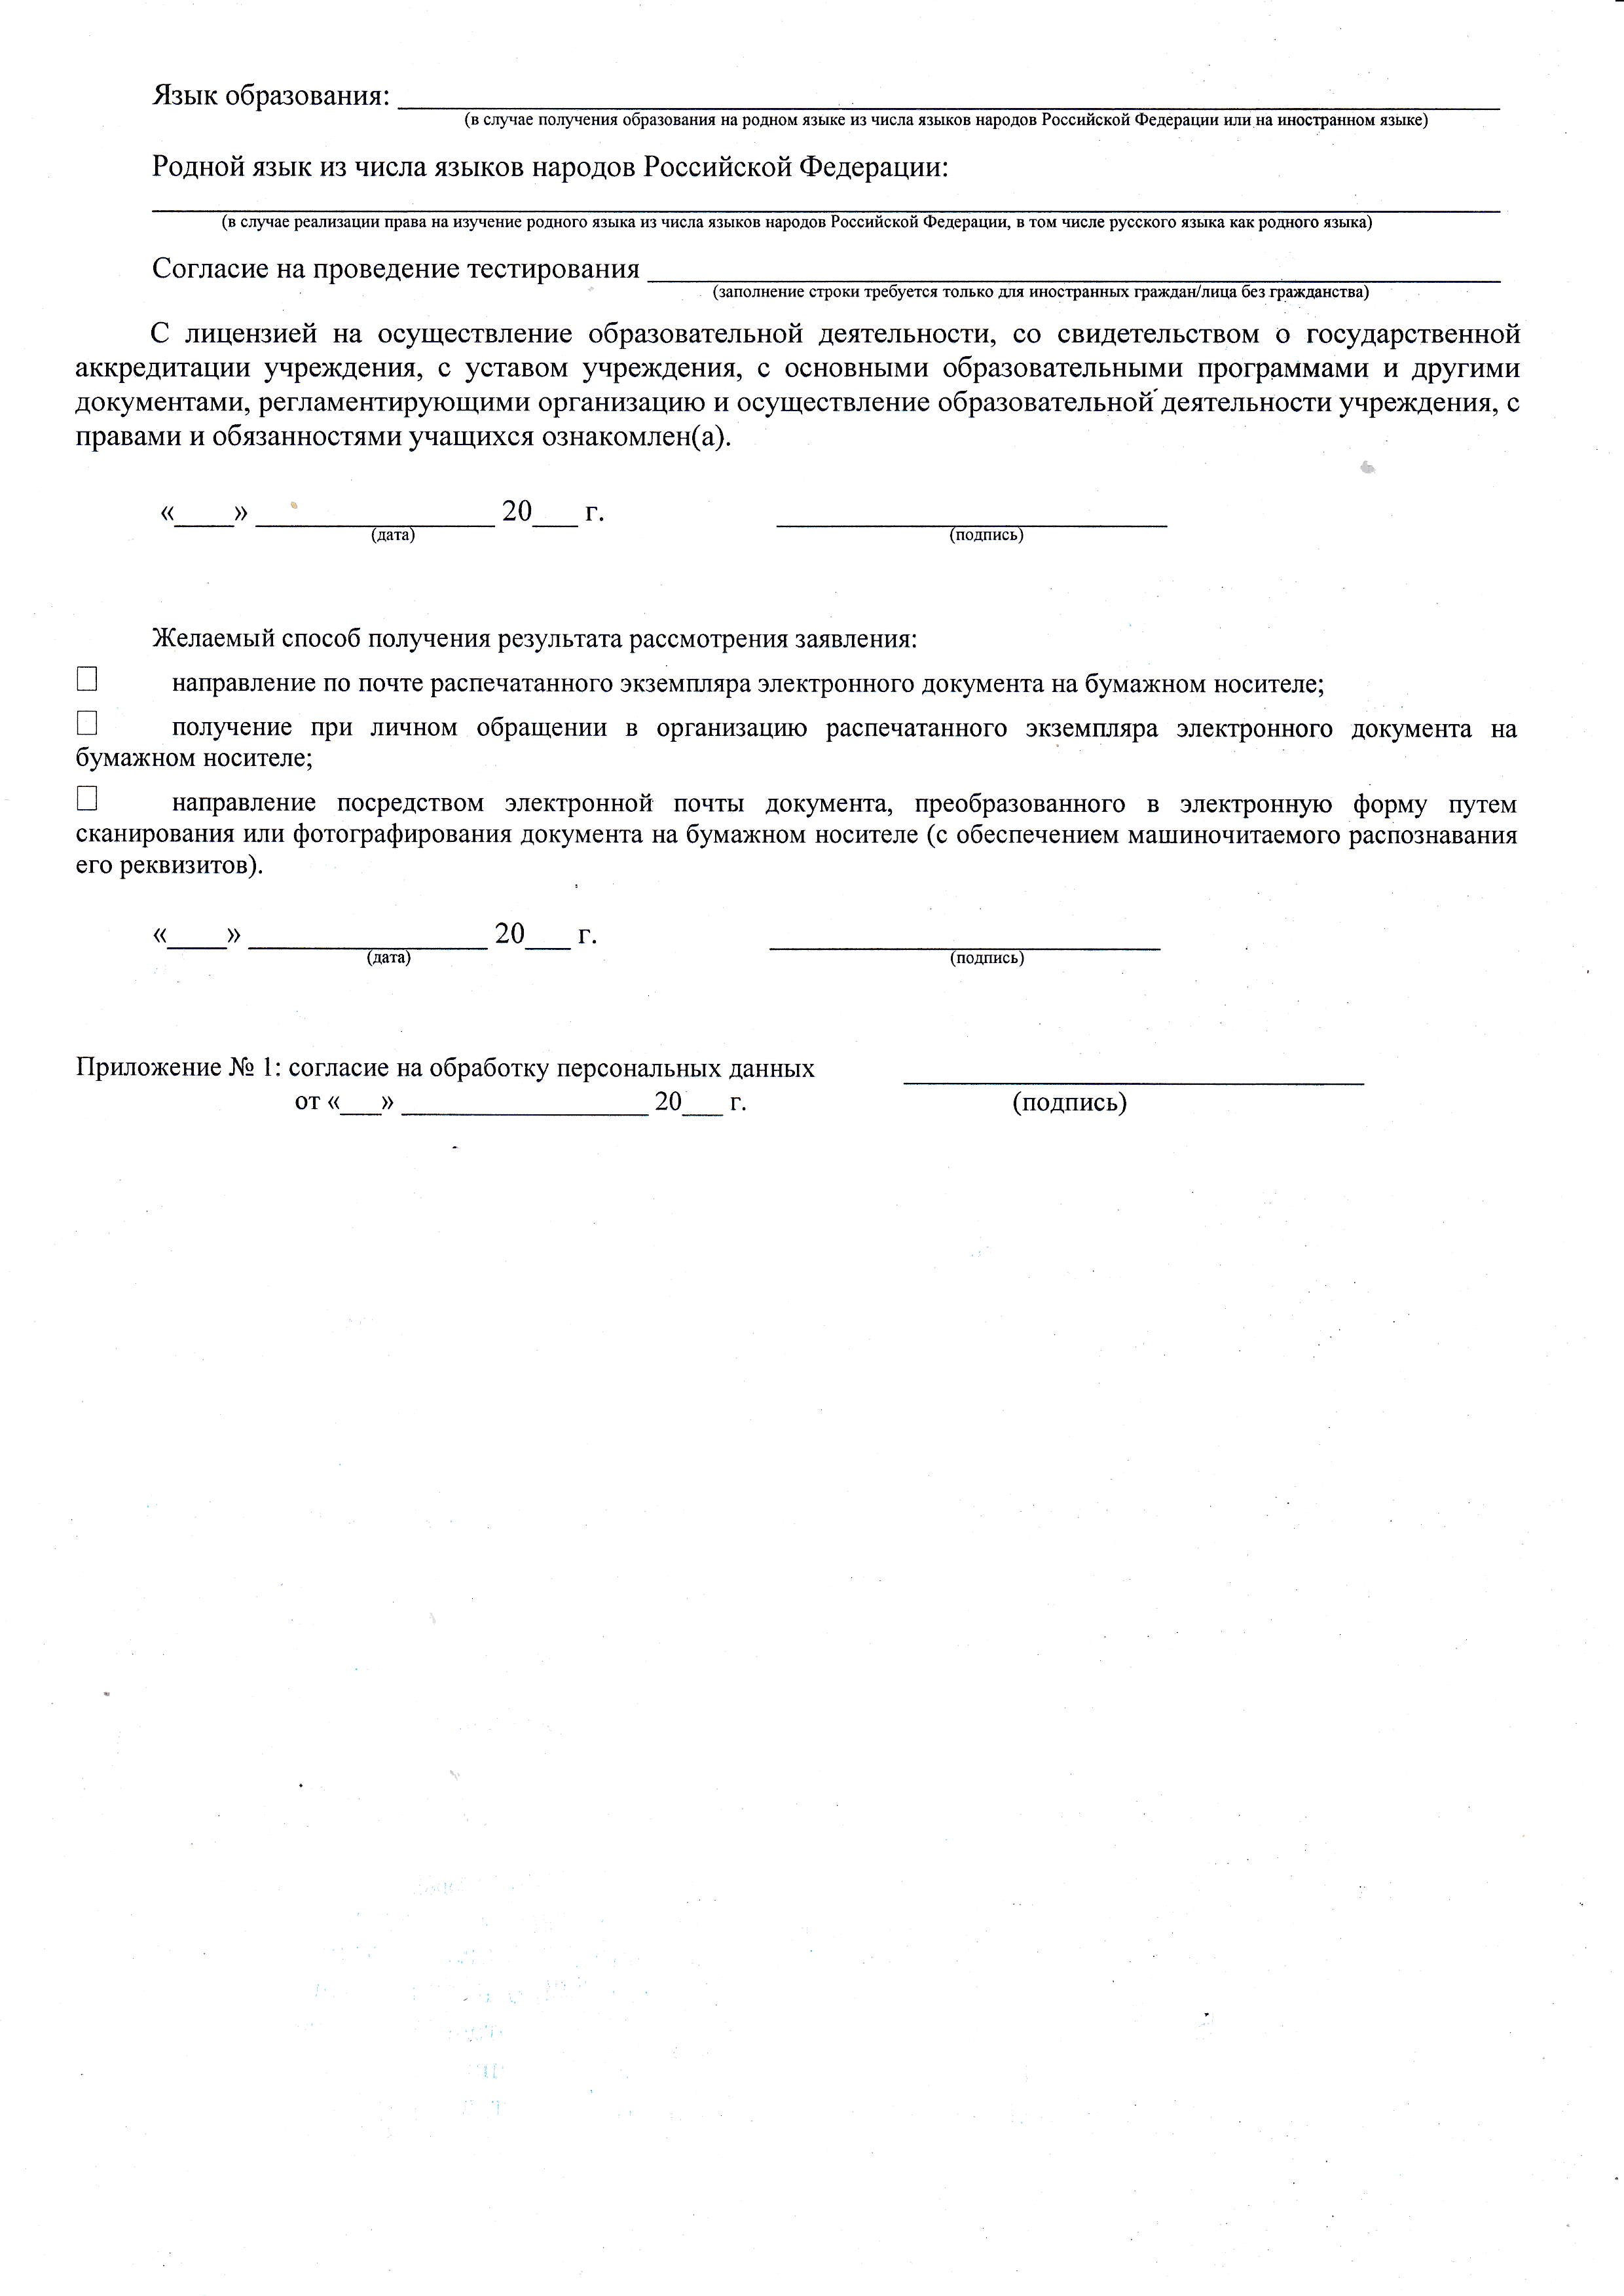 Язык образования: ____________________
(в случае получения образования на родном языке из числа языков народов Российской Федерации или на иностранном языке)
Родной язык из числа языков народов Российской Федерации:
(в случае реализации права на изучение родного языка из числа языков народов Российской Федерации, в том числе русского языка как родного языка)
Согласие на проведение тестирования ____________________
(заполнение строки требуется только для иностранных граждан/лица без гражданства)
С лицензией на осуществление образовательной деятельности, со свидетельством о государственной
аккредитации учреждения, с уставом учреждения, с основными образовательными программами и другими
документами, регламентирующими организацию и осуществление образовательной деятельности учреждения, с
правами и обязанностями учащихся ознакомлен(а).
«____» ________________ 20___ г. __________________________
(дата) (подпись)
Желаемый способ получения результата рассмотрения заявления:
☐ направление по почте распечатанного экземпляра электронного документа на бумажном носителе;
☐ получение при личном обращении в организацию распечатанного экземпляра электронного документа на
бумажном носителе;
☐ направление посредством электронной почты документа, преобразованного в электронную форму путем
сканирования или фотографирования документа на бумажном носителе (с обеспечением машиночитаемого распознавания
его реквизитов).
«____» ________________ 20___ г. __________________________
(дата) (подпись)
Приложение № 1: согласие на обработку персональных данных __________________________
от «___» __________________ 20___ г. (подпись)